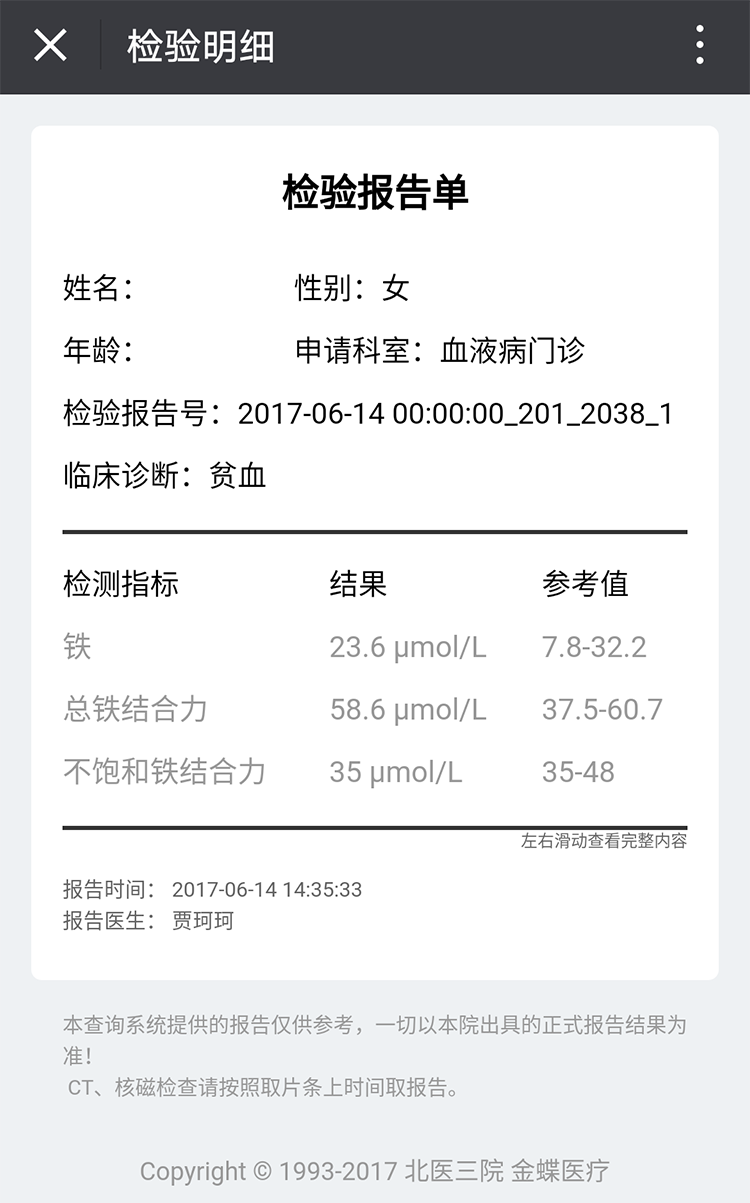 检验明细
检验报告单
姓名： 性别：女
年龄： 申请科室：血液病门诊
检验报告号：2017-06-14 00:00:00_201_2038_1
临床诊断：贫血
检测指标 结果 参考值
铁 23.6 μmol/L 7.8-32.2
总铁结合力 58.6 μmol/L 37.5-60.7
不饱和铁结合力 35 μmol/L 35-48
左右滑动查看完整内容
报告时间： 2017-06-14 14:35:33
报告医生： 贾珂珂
本查询系统提供的报告仅供参考，一切以本院出具的正式报告结果为
准！
CT、核磁检查请按照取片条上时间取报告。
Copyright © 1993-2017 北医三院 金蝶医疗